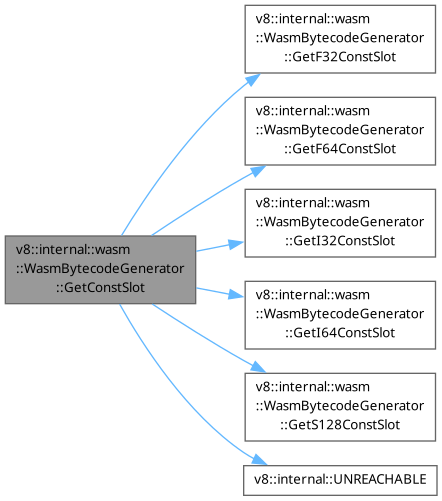 v8::internal::wasm
::WasmBytecodeGenerator
::GetF32ConstSlot
v8::internal::wasm
::WasmBytecodeGenerator
::GetF64ConstSlot
v8::internal::wasm
::WasmBytecodeGenerator
::GetI32ConstSlot
v8::internal::wasm
::WasmBytecodeGenerator
::GetConstSlot
v8::internal::wasm
::WasmBytecodeGenerator
::GetI64ConstSlot
v8::internal::wasm
::WasmBytecodeGenerator
::GetS128ConstSlot
v8::internal::UNREACHABLE